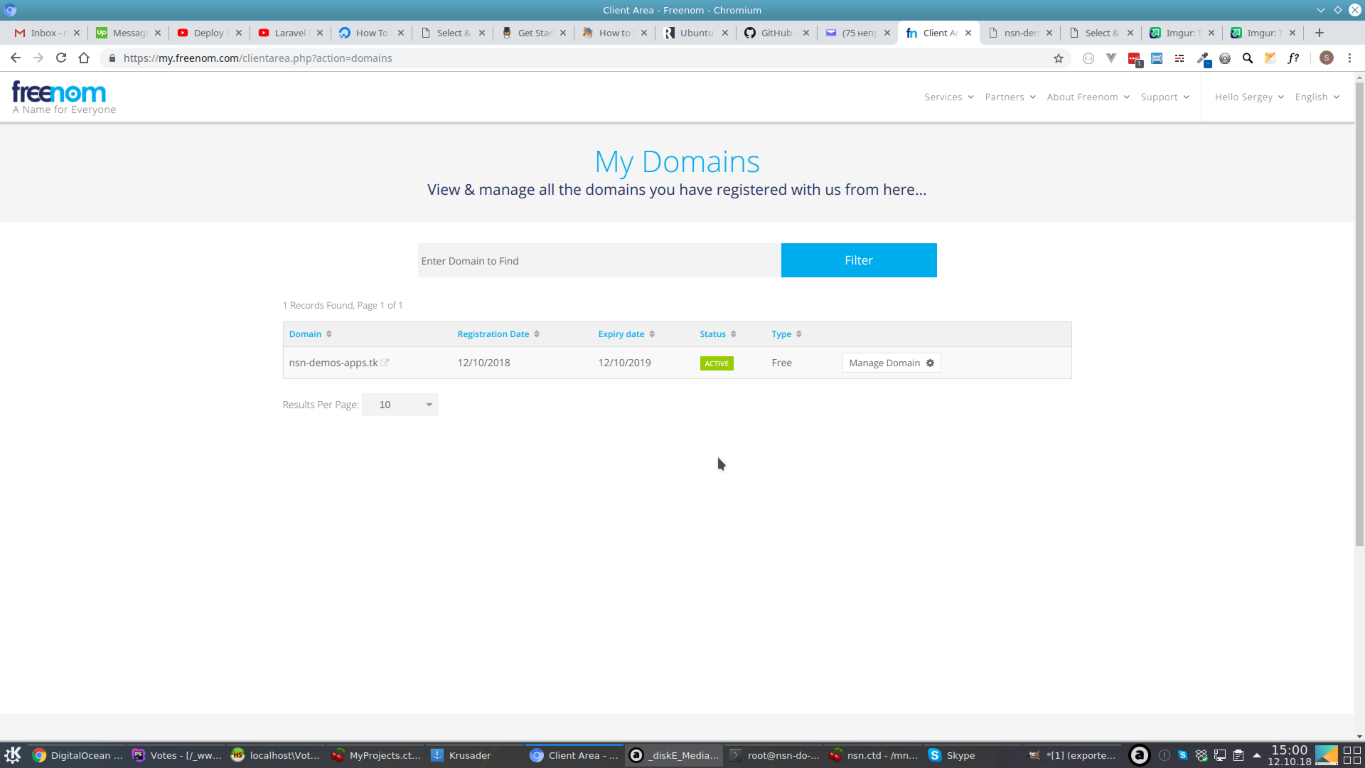 Client Area - Freenom - Chromium
Inbox - r
Message
Deploy L
Laravel
How To
Select &
Get Star
How to
Ubuntu
GitHub
(75 непр
Client Ar
nsn-dem
Select &
Imgur: T
Imgur: T
https://my.freenom.com/clientarea.php?action=domains
freenom
A Name for Everyone
Services
Partners
About Freenom
Support
Hello Sergey
English
My Domains
View & manage all the domains you have registered with us from here...
Enter Domain to Find
Filter
1 Records Found, Page 1 of 1
Domain Registration Date Expiry date Status Type
nsn-demos-apps.tk 12/10/2018 12/10/2019 ACTIVE Free Manage Domain
Results Per Page: 10
DigitalOcean ...
Votes - [/_ww...
localhost\Vot...
MyProjects.ct...
Krusader
Client Area - ...
_diskE_Media...
root@nsn-do-...
nsn.ctd - /mn...
Skype
*[1] (exporte...
15:00
12.10.18